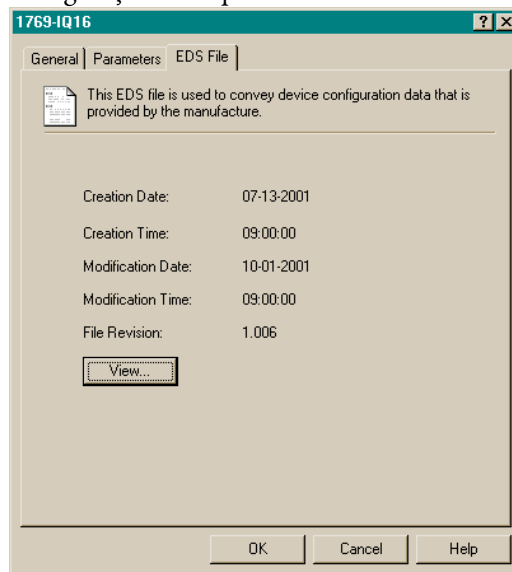 1769-IQ16
General Parameters EDS File
This EDS file is used to convey device configuration data that is
provided by the manufacture.
Creation Date: 07-13-2001
Creation Time: 09:00:00
Modification Date: 10-01-2001
Modification Time: 09:00:00
File Revision: 1.006
View...
OK Cancel Help